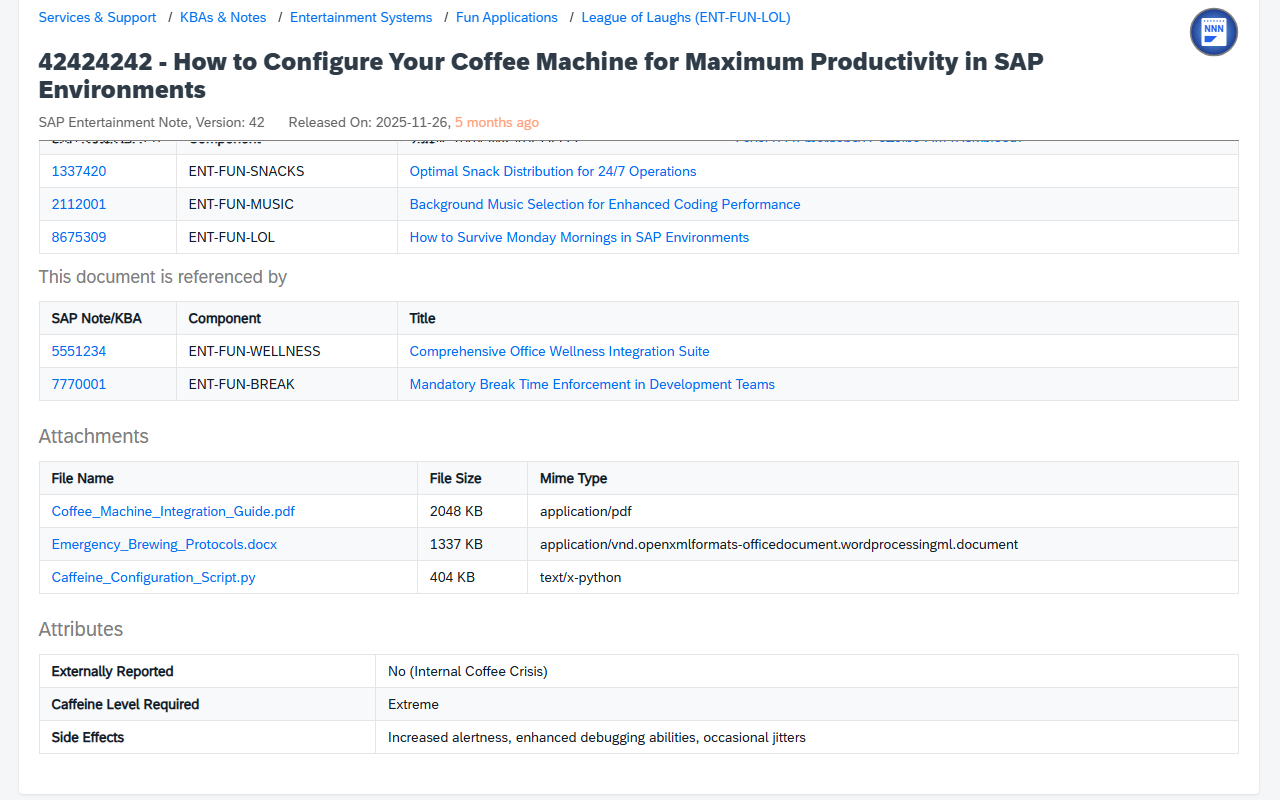 Services & Support / KBAs & Notes / Entertainment Systems / Fun Applications / League of Laughs (ENT-FUN-LOL)
NNN
42424242 - How to Configure Your Coffee Machine for Maximum Productivity in SAP
Environments
SAP Entertainment Note, Version: 42 Released On: 2025-11-26, 5 months ago
1337420 ENT-FUN-SNACKS Optimal Snack Distribution for 24/7 Operations
2112001 ENT-FUN-MUSIC Background Music Selection for Enhanced Coding Performance
8675309 ENT-FUN-LOL How to Survive Monday Mornings in SAP Environments
This document is referenced by
SAP Note/KBA Component Title
5551234 ENT-FUN-WELLNESS Comprehensive Office Wellness Integration Suite
7770001 ENT-FUN-BREAK Mandatory Break Time Enforcement in Development Teams
Attachments
File Name File Size Mime Type
Coffee_Machine_Integration_Guide.pdf 2048 KB application/pdf
Emergency_Brewing_Protocols.docx 1337 KB application/vnd.openxmlformats-officedocument.wordprocessingml.document
Caffeine_Configuration_Script.py 404 KB text/x-python
Attributes
Externally Reported No (Internal Coffee Crisis)
Caffeine Level Required Extreme
Side Effects Increased alertness, enhanced debugging abilities, occasional jitters